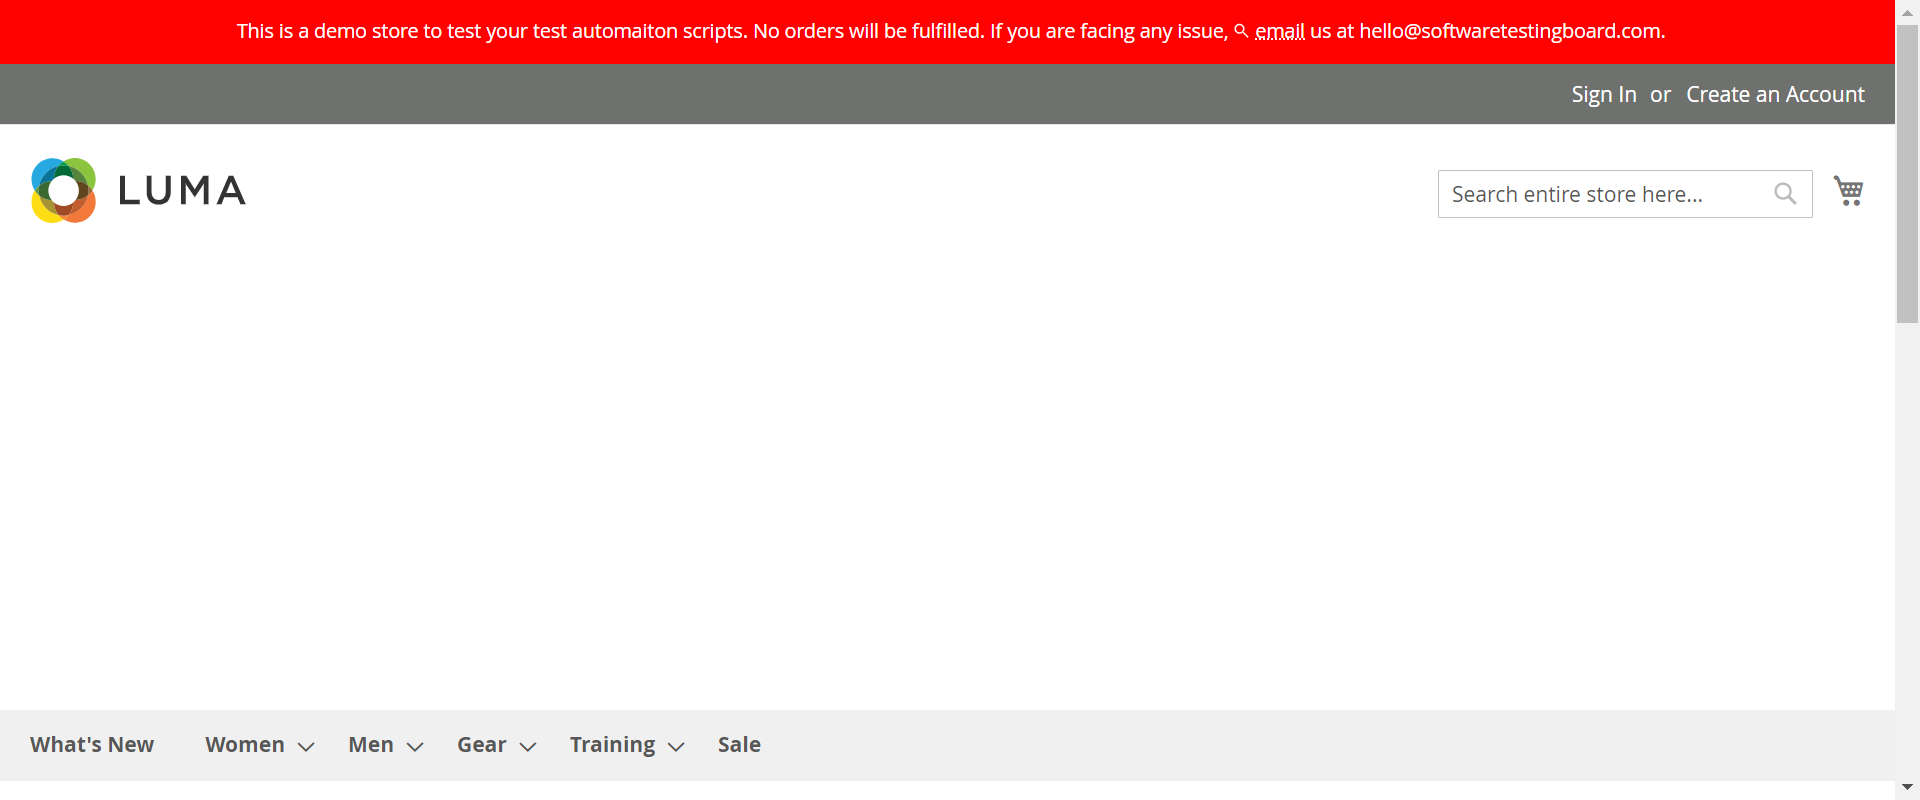 This is a demo store to test your test automaiton scripts. No orders will be fulfilled. If you are facing any issue, email us at hello@softwaretestingboard.com.
Sign In or Create an Account
LUMA
Search entire store here...
What's New Women Men Gear Training Sale